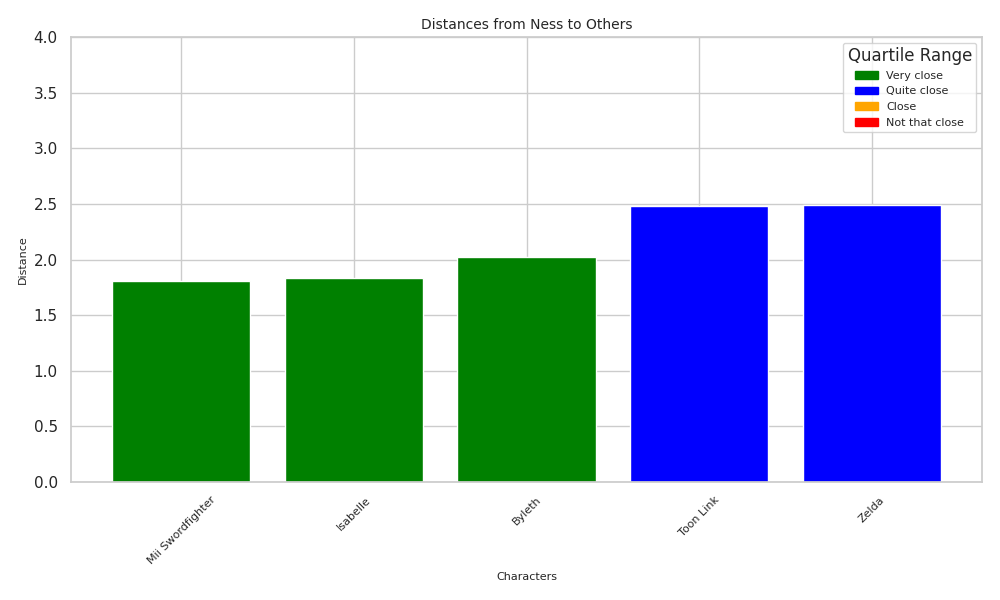 Distances from Ness to Others
4.0
3.5
3.0
2.5
2.0
1.5
1.0
0.5
0.0
Distance
Quartile Range
Very close
Quite close
Close
Not that close
Mii Swordfighter
Isabelle
Byleth
Toon Link
Zelda
Characters